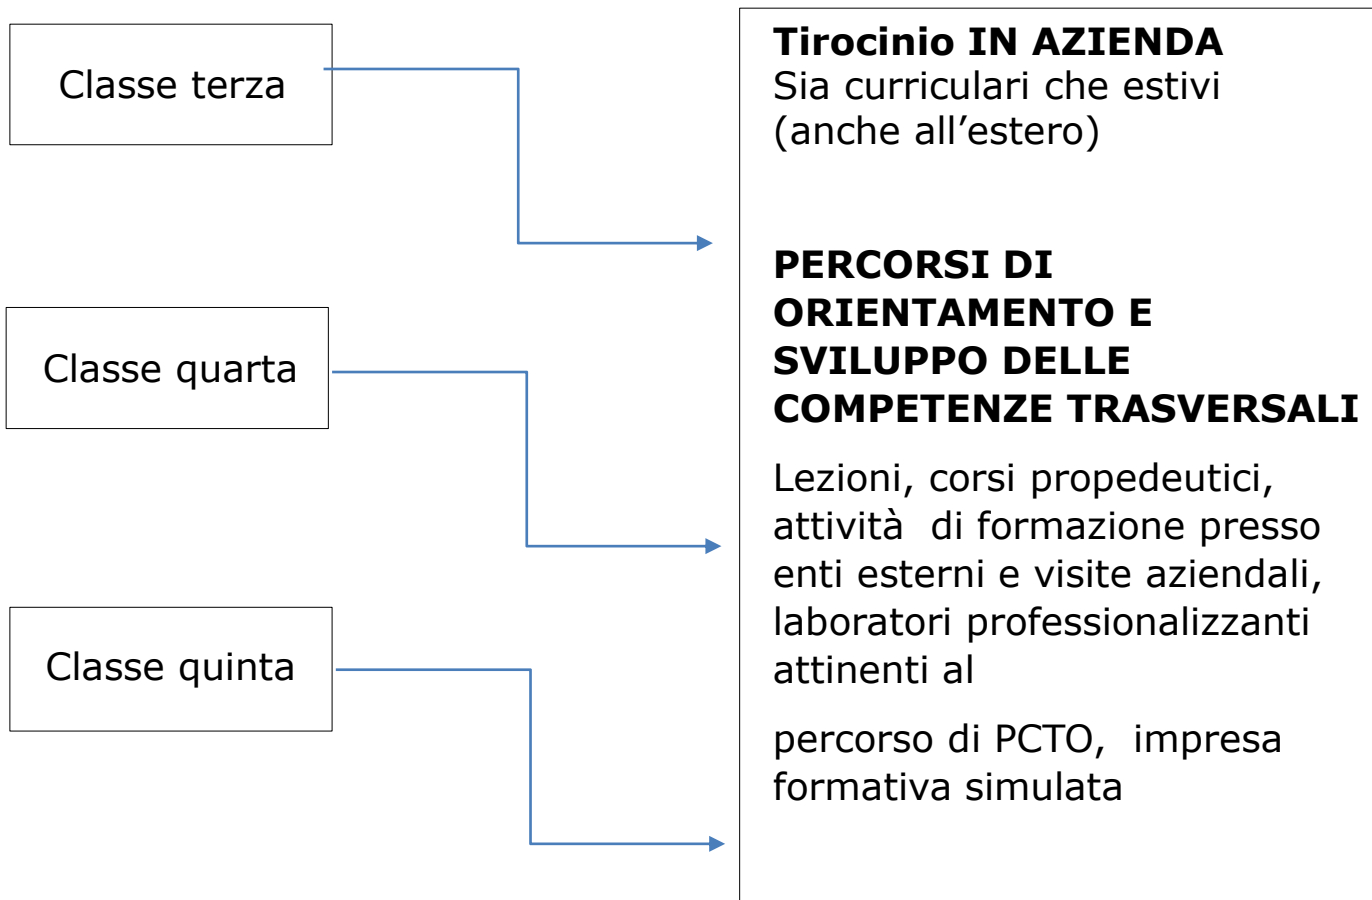 Classe terza
Classe quarta
Classe quinta
Tirocinio IN AZIENDA
Sia curriculari che estivi
(anche all’estero)
PERCORSI DI
ORIENTAMENTO E
SVILUPPO DELLE
COMPETENZE TRASVERSALI
Lezioni, corsi propedeutici,
attività  di formazione presso
enti esterni e visite aziendali,
laboratori professionalizzanti
attinenti al
percorso di PCTO,  impresa
formativa simulata